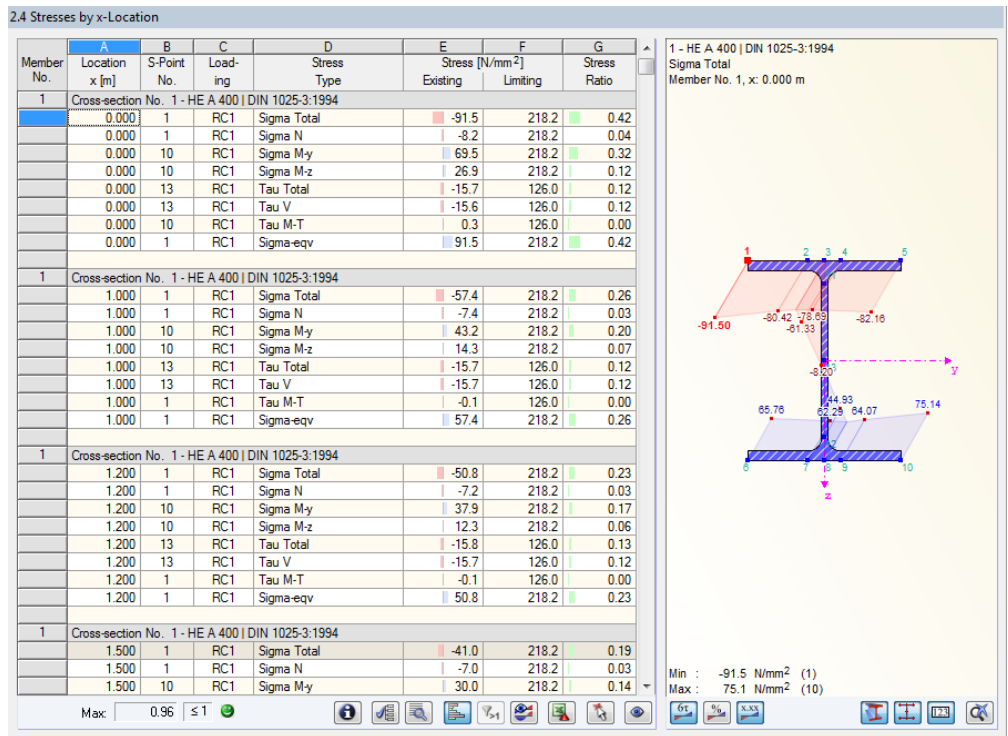 2.4 Stresses by x-Location
A B C D E F G
Member Location S-Point Load- Stress Stress [N/mm²] Stress
No. x [m] No. ing Type Existing Limiting Ratio
1 Cross-section No. 1 - HE A 400 | DIN 1025-3:1994
0.000 1 RC1 Sigma Total -91.5 218.2 0.42
0.000 1 RC1 Sigma N -8.2 218.2 0.04
0.000 10 RC1 Sigma M-y 69.5 218.2 0.32
0.000 10 RC1 Sigma M-z 26.9 218.2 0.12
0.000 13 RC1 Tau Total -15.7 126.0 0.12
0.000 13 RC1 Tau V -15.6 126.0 0.12
0.000 10 RC1 Tau M-T 0.3 126.0 0.00
0.000 1 RC1 Sigma-eqv 91.5 218.2 0.42
1 Cross-section No. 1 - HE A 400 | DIN 1025-3:1994
1.000 1 RC1 Sigma Total -57.4 218.2 0.26
1.000 1 RC1 Sigma N -7.4 218.2 0.03
1.000 10 RC1 Sigma M-y 43.2 218.2 0.20
1.000 10 RC1 Sigma M-z 14.3 218.2 0.07
1.000 13 RC1 Tau Total -15.7 126.0 0.12
1.000 13 RC1 Tau V -15.7 126.0 0.12
1.000 1 RC1 Tau M-T -0.1 126.0 0.00
1.000 1 RC1 Sigma-eqv 57.4 218.2 0.26
1 Cross-section No. 1 - HE A 400 | DIN 1025-3:1994
1.200 1 RC1 Sigma Total -50.8 218.2 0.23
1.200 1 RC1 Sigma N -7.2 218.2 0.03
1.200 10 RC1 Sigma M-y 37.9 218.2 0.17
1.200 10 RC1 Sigma M-z 12.3 218.2 0.06
1.200 13 RC1 Tau Total -15.8 126.0 0.13
1.200 13 RC1 Tau V -15.7 126.0 0.12
1.200 1 RC1 Tau M-T -0.1 126.0 0.00
1.200 1 RC1 Sigma-eqv 50.8 218.2 0.23
1 Cross-section No. 1 - HE A 400 | DIN 1025-3:1994
1.500 1 RC1 Sigma Total -41.0 218.2 0.19
1.500 1 RC1 Sigma N -7.0 218.2 0.03
1.500 10 RC1 Sigma M-y 30.0 218.2 0.14
Max: 0.96 ≤ 1
1 - HE A 400 | DIN 1025-3:1994
Sigma Total
Member No. 1, x: 0.000 m
1 2 3 4 5
-91.50 -80.42 -78.69 -82.16
-61.33
-8.20 y
44.93
65.76 62.29 64.07 75.14
6 7 8 9 10
z
Min : -91.5 N/mm² (1)
Max : 75.1 N/mm² (10)
στ % x.xx 123